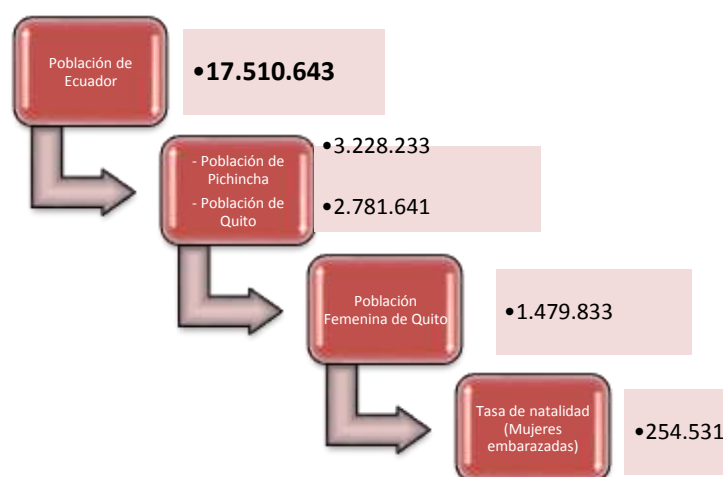 Población de
Ecuador
•17.510.643
- Población de
Pichincha
- Población de
Quito
•3.228.233
•2.781.641
Población
Femenina de Quito
•1.479.833
Tasa de natalidad
(Mujeres
embarazadas)
•254.531